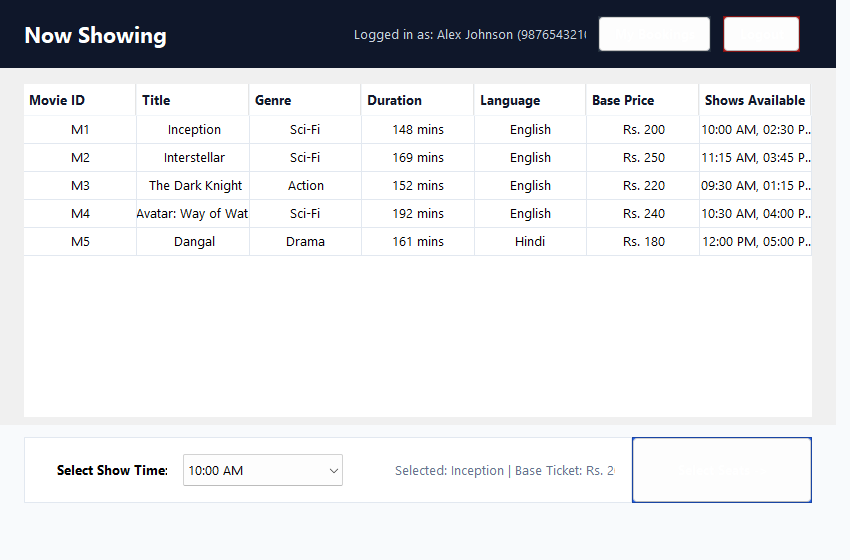 Now Showing
Logged in as: Alex Johnson (987654321
Movie ID Title Genre Duration Language Base Price Shows Available
M1 Inception Sci-Fi 148 mins English Rs. 200 10:00 AM, 02:30 P...
M2 Interstellar Sci-Fi 169 mins English Rs. 250 11:15 AM, 03:45 P...
M3 The Dark Knight Action 152 mins English Rs. 220 09:30 AM, 01:15 P...
M4 Avatar: Way of Wat Sci-Fi 192 mins English Rs. 240 10:30 AM, 04:00 P...
M5 Dangal Drama 161 mins Hindi Rs. 180 12:00 PM, 05:00 P...
Select Show Time: 10:00 AM Selected: Inception | Base Ticket: Rs. 2